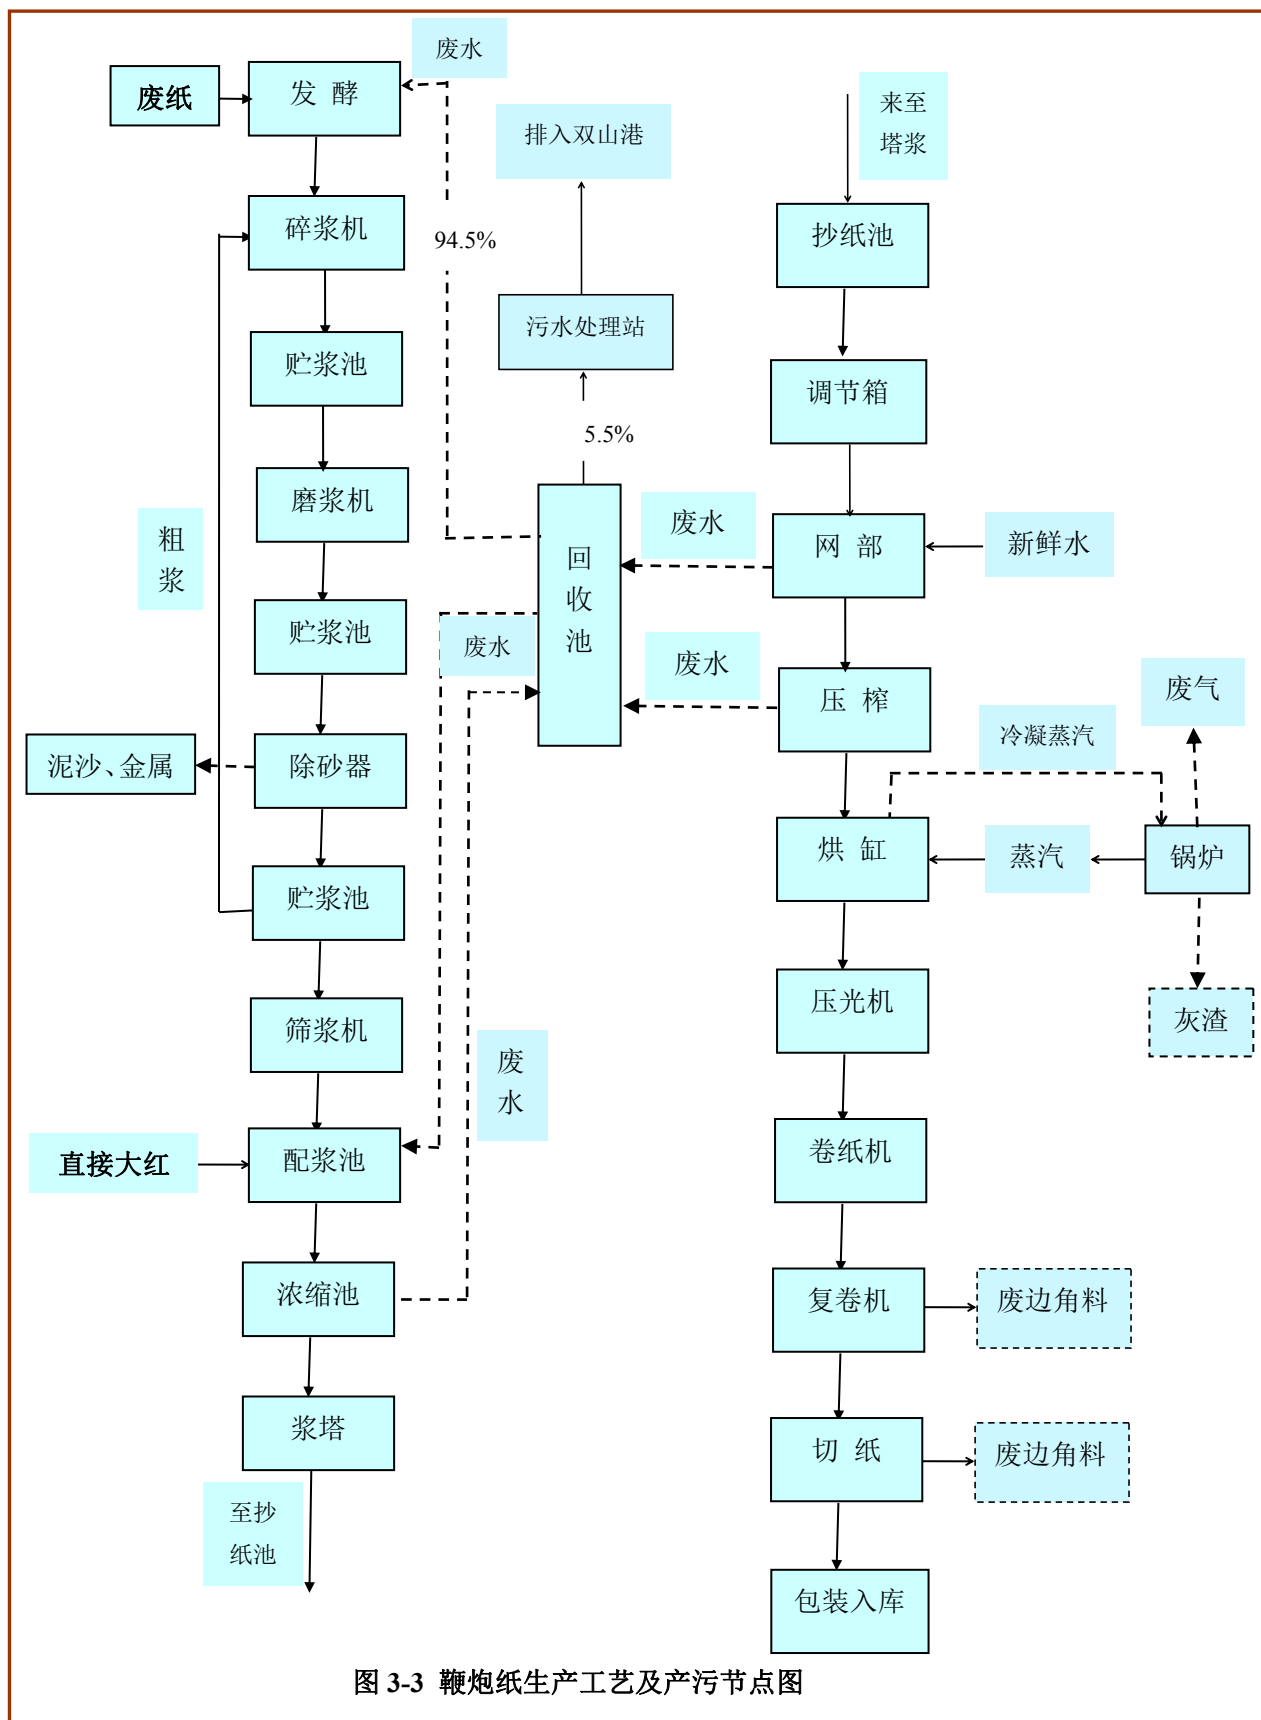 废水
废纸
发 酵
来至
塔浆
排入双山港
碎浆机
抄纸池
94.5%
污水处理站
贮浆池
调节箱
5.5%
磨浆机
粗
浆
回
收
池
废水
网 部
新鲜水
贮浆池
废水
废水
压 榨
废气
冷凝蒸汽
泥沙、金属
除砂器
烘 缸
蒸汽
锅炉
贮浆池
压光机
灰渣
筛浆机
废
水
直接大红
配浆池
卷纸机
浓缩池
复卷机
废边角料
浆塔
切 纸
废边角料
至抄
纸池
包装入库
图 3-3 鞭炮纸生产工艺及产污节点图